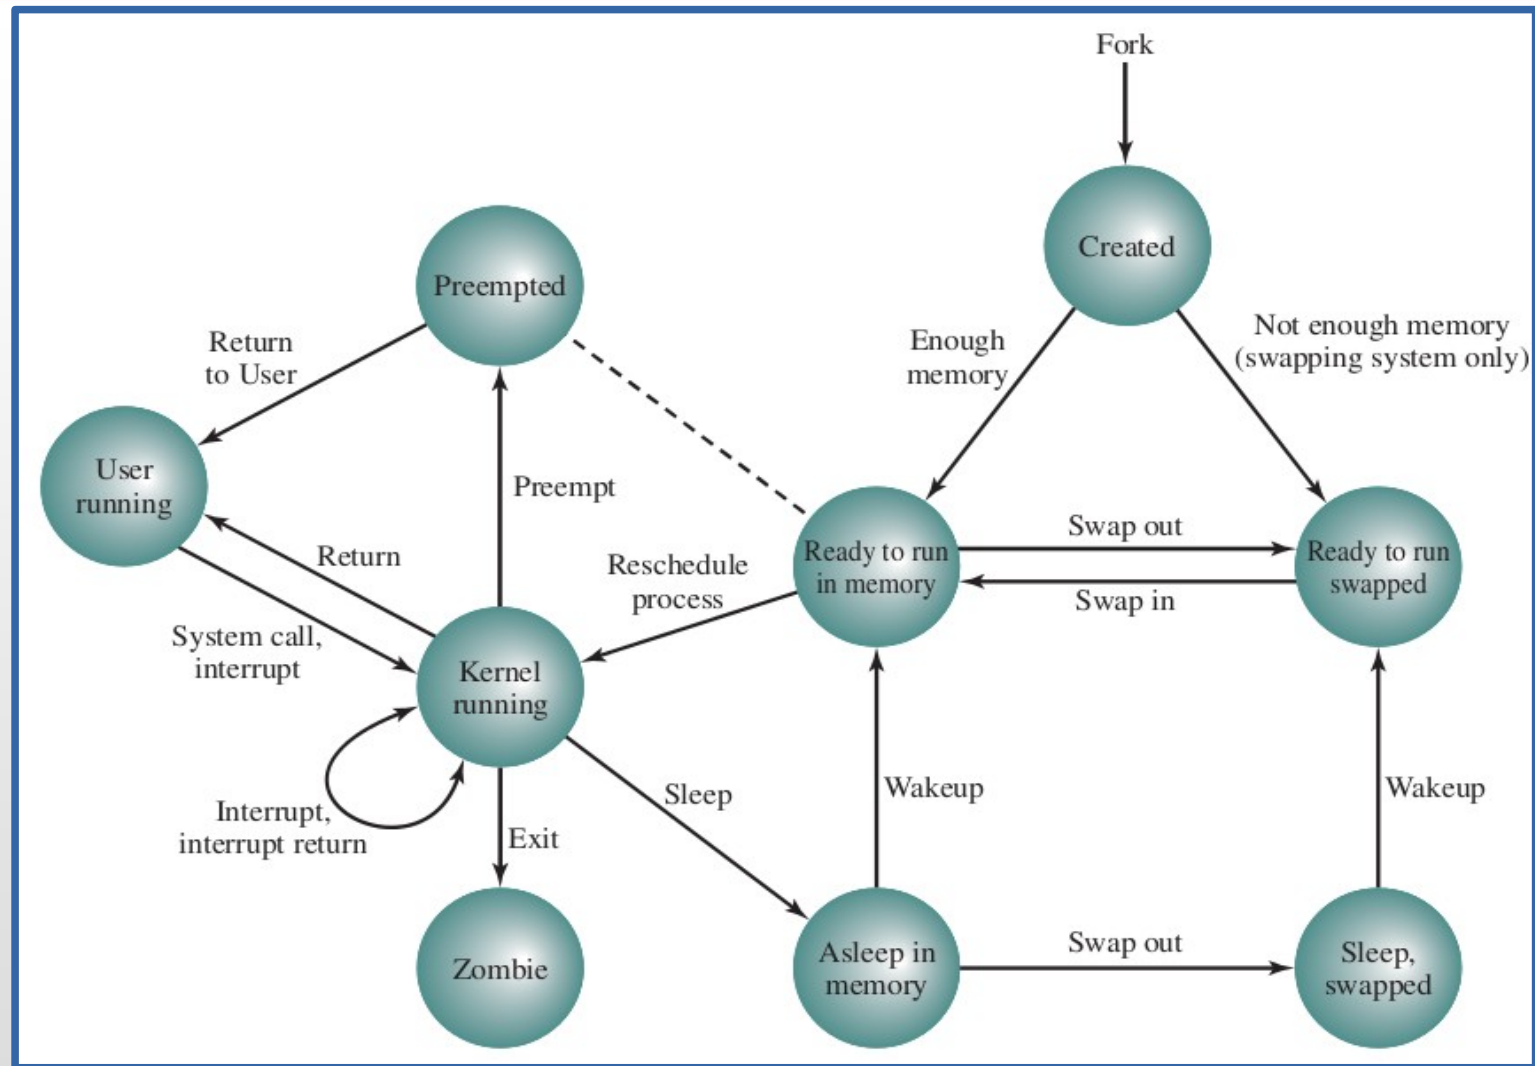 Fork
Created
Preempted
Not enough memory
(swapping system only)
Enough
memory
Return
to User
User
running
Preempt
Swap out
Ready to run
in memory
Ready to run
swapped
Return
Reschedule
process
Swap in
System call,
interrupt
Kernel
running
Sleep
Wakeup
Wakeup
Interrupt,
interrupt return
Exit
Zombie
Asleep in
memory
Swap out
Sleep,
swapped